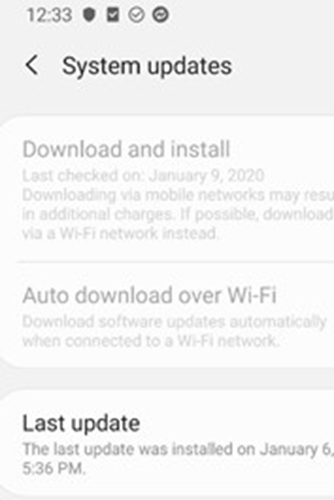 12:33
System updates
Download and install
Last checked on: January 9, 2020
Downloading via mobile networks may
in additional charges. If possible, download
via a Wi-Fi network instead.
Auto download over Wi-Fi
Download software updates automatically
when connected to a Wi-Fi network.
Last update
The last update was installed on January 6,
5:36 PM.